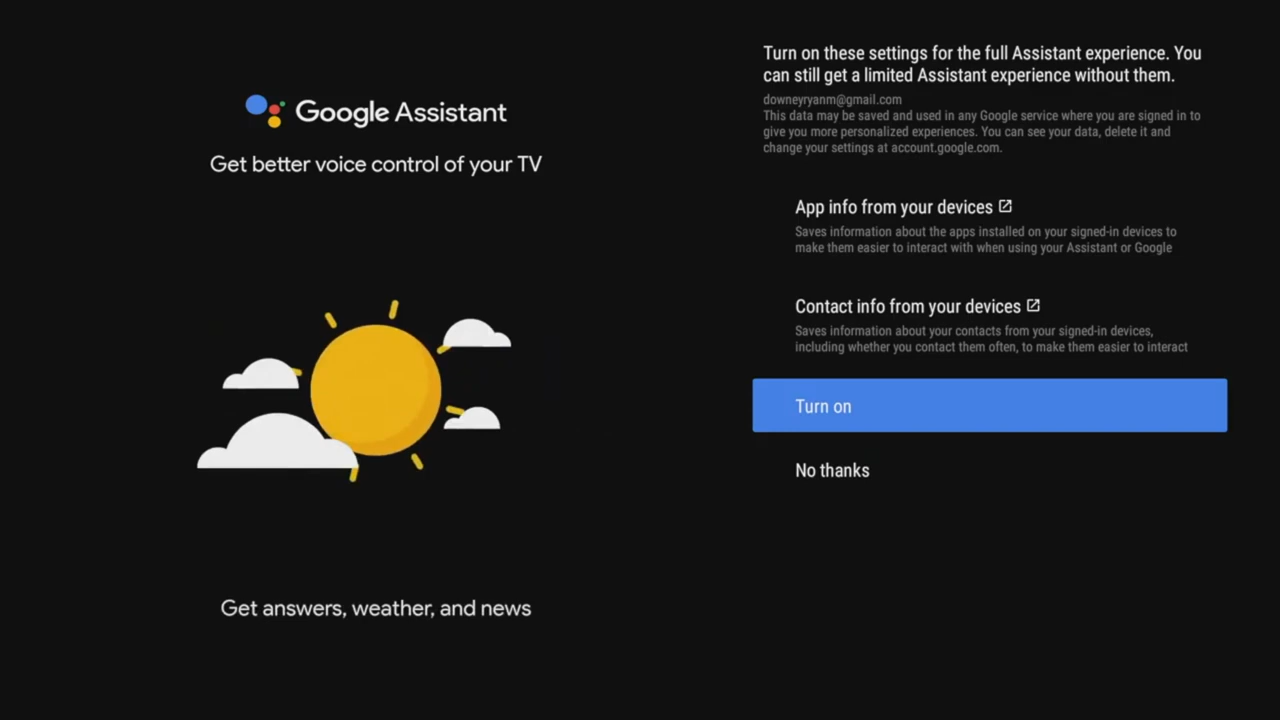 Google Assistant
Get better voice control of your TV
Get answers, weather, and news
Turn on these settings for the full Assistant experience. You
can still get a limited Assistant experience without them.
downeyryanm@gmail.com
This data may be saved and used in any Google service where you are signed in to
give you more personalized experiences. You can see your data, delete it and
change your settings at account.google.com.
App info from your devices
Saves information about the apps installed on your signed-in devices to
make them easier to interact with when using your Assistant or Google
Contact info from your devices
Saves information about your contacts from your signed-in devices,
including whether you contact them often, to make them easier to interact
Turn on
No thanks